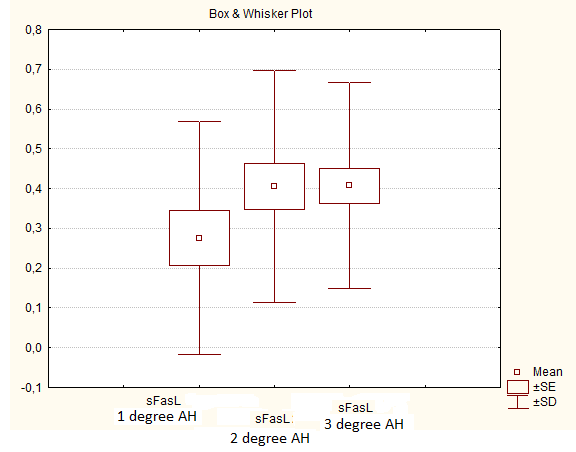 Box & Whisker Plot
0,8
0,7
0,6
0,5
0,4
0,3
0,2
0,1
0,0
-0,1
sFasL
1 degree AH
sFasL:
2 degree AH
sFasL
3 degree AH
Mean
±SE
±SD